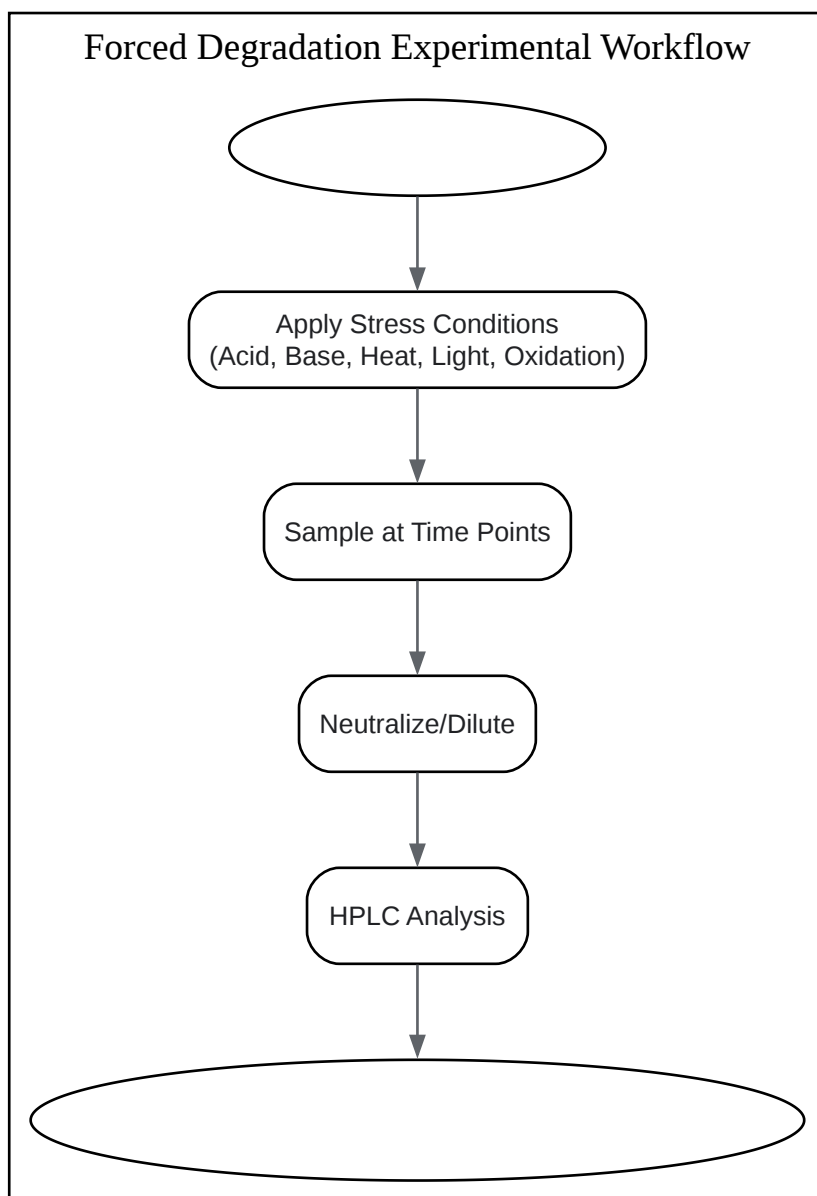 Forced Degradation Experimental Workflow
Apply Stress Conditions
(Acid, Base, Heat, Light, Oxidation)
Sample at Time Points
Neutralize/Dilute
HPLC Analysis